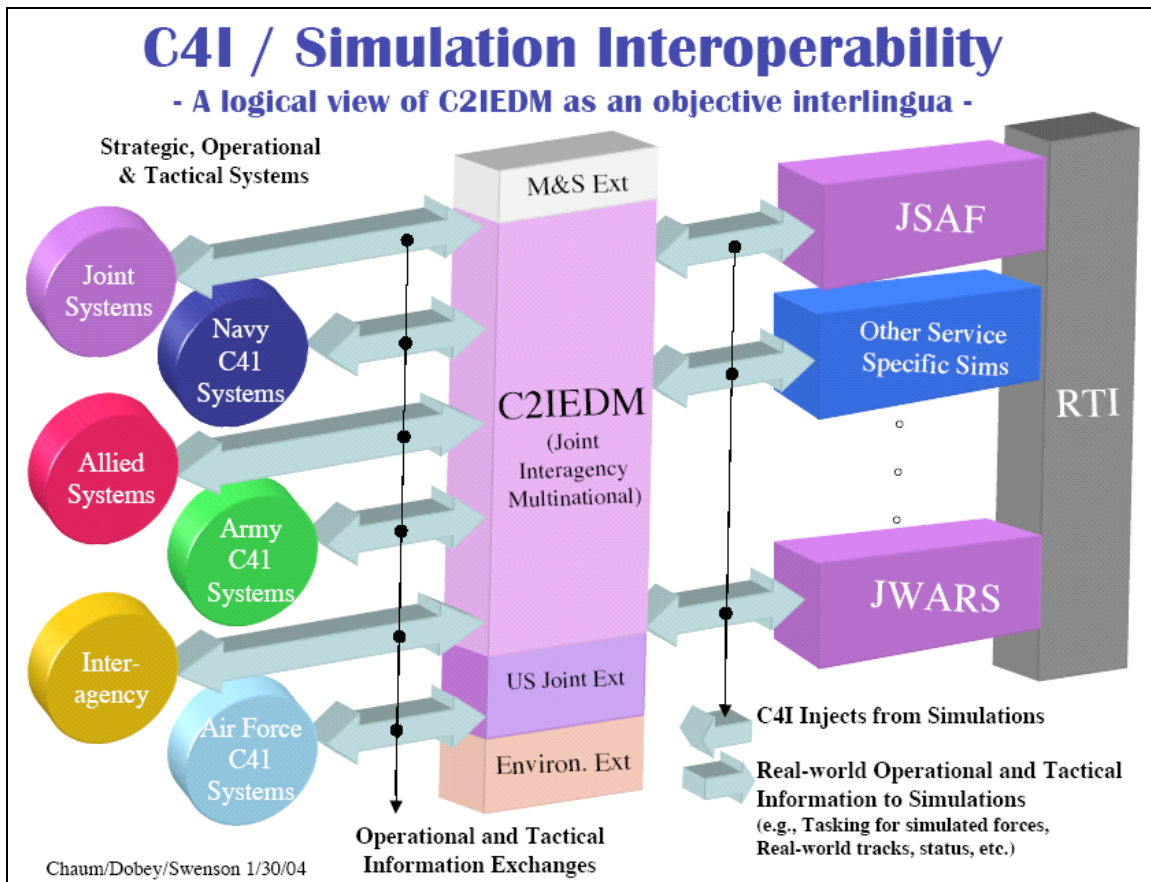 C4I / Simulation Interoperability
- A logical view of C2IEDM as an objective interlingua -
Strategic, Operational
& Tactical Systems
Joint
Systems
Navy
C41
Systems
Allied
Systems
Army
C41
Systems
Inter-
agency
Air Force
C41
Systems
M&S Ext
C2IEDM
(Joint
Interagency
Multinational)
US Joint Ext
Environ. Ext
JSAF
Other Service
Specific Sims
JWARS
RTI
C4I Injects from Simulations
Real-world Operational and Tactical
Information to Simulations
(e.g., Tasking for simulated forces,
Real-world tracks, status, etc.)
Operational and Tactical
Information Exchanges
Chaum/Dobey/Swenson 1/30/04